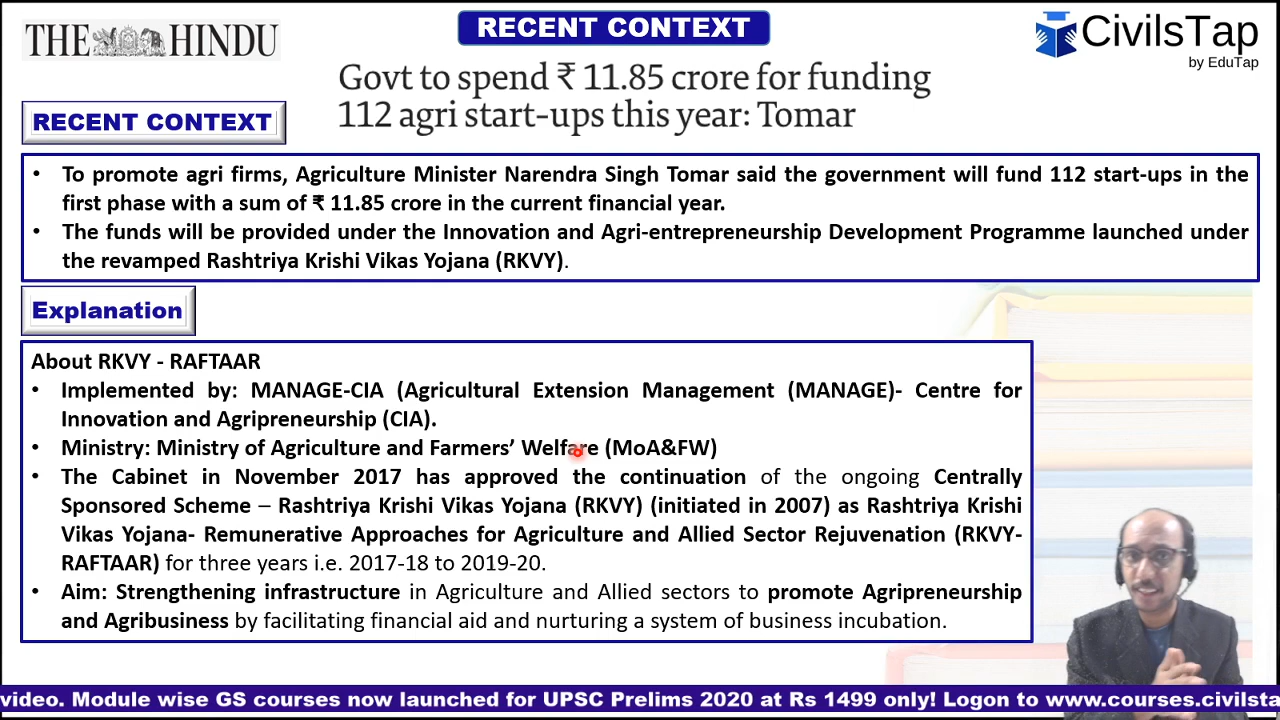 THE HINDU
RECENT CONTEXT
CivilsTap
by EduTap
Govt to spend ₹ 11.85 crore for funding
112 agri start-ups this year: Tomar
RECENT CONTEXT
• To promote agri firms, Agriculture Minister Narendra Singh Tomar said the government will fund 112 start-ups in the
first phase with a sum of ₹ 11.85 crore in the current financial year.
• The funds will be provided under the Innovation and Agri-entrepreneurship Development Programme launched under
the revamped Rashtriya Krishi Vikas Yojana (RKVY).
Explanation
About RKVY - RAFTAAR
• Implemented by: MANAGE-CIA (Agricultural Extension Management (MANAGE)- Centre for
Innovation and Agripreneurship (CIA).
• Ministry: Ministry of Agriculture and Farmers’ Welfare (MoA&FW)
• The Cabinet in November 2017 has approved the continuation of the ongoing Centrally
Sponsored Scheme – Rashtriya Krishi Vikas Yojana (RKVY) (initiated in 2007) as Rashtriya Krishi
Vikas Yojana- Remunerative Approaches for Agriculture and Allied Sector Rejuvenation (RKVY-
RAFTAAR) for three years i.e. 2017-18 to 2019-20.
• Aim: Strengthening infrastructure in Agriculture and Allied sectors to promote Agripreneurship
and Agribusiness by facilitating financial aid and nurturing a system of business incubation.
video. Module wise GS courses now launched for UPSC Prelims 2020 at Rs 1499 only! Logon to www.courses.civilsta